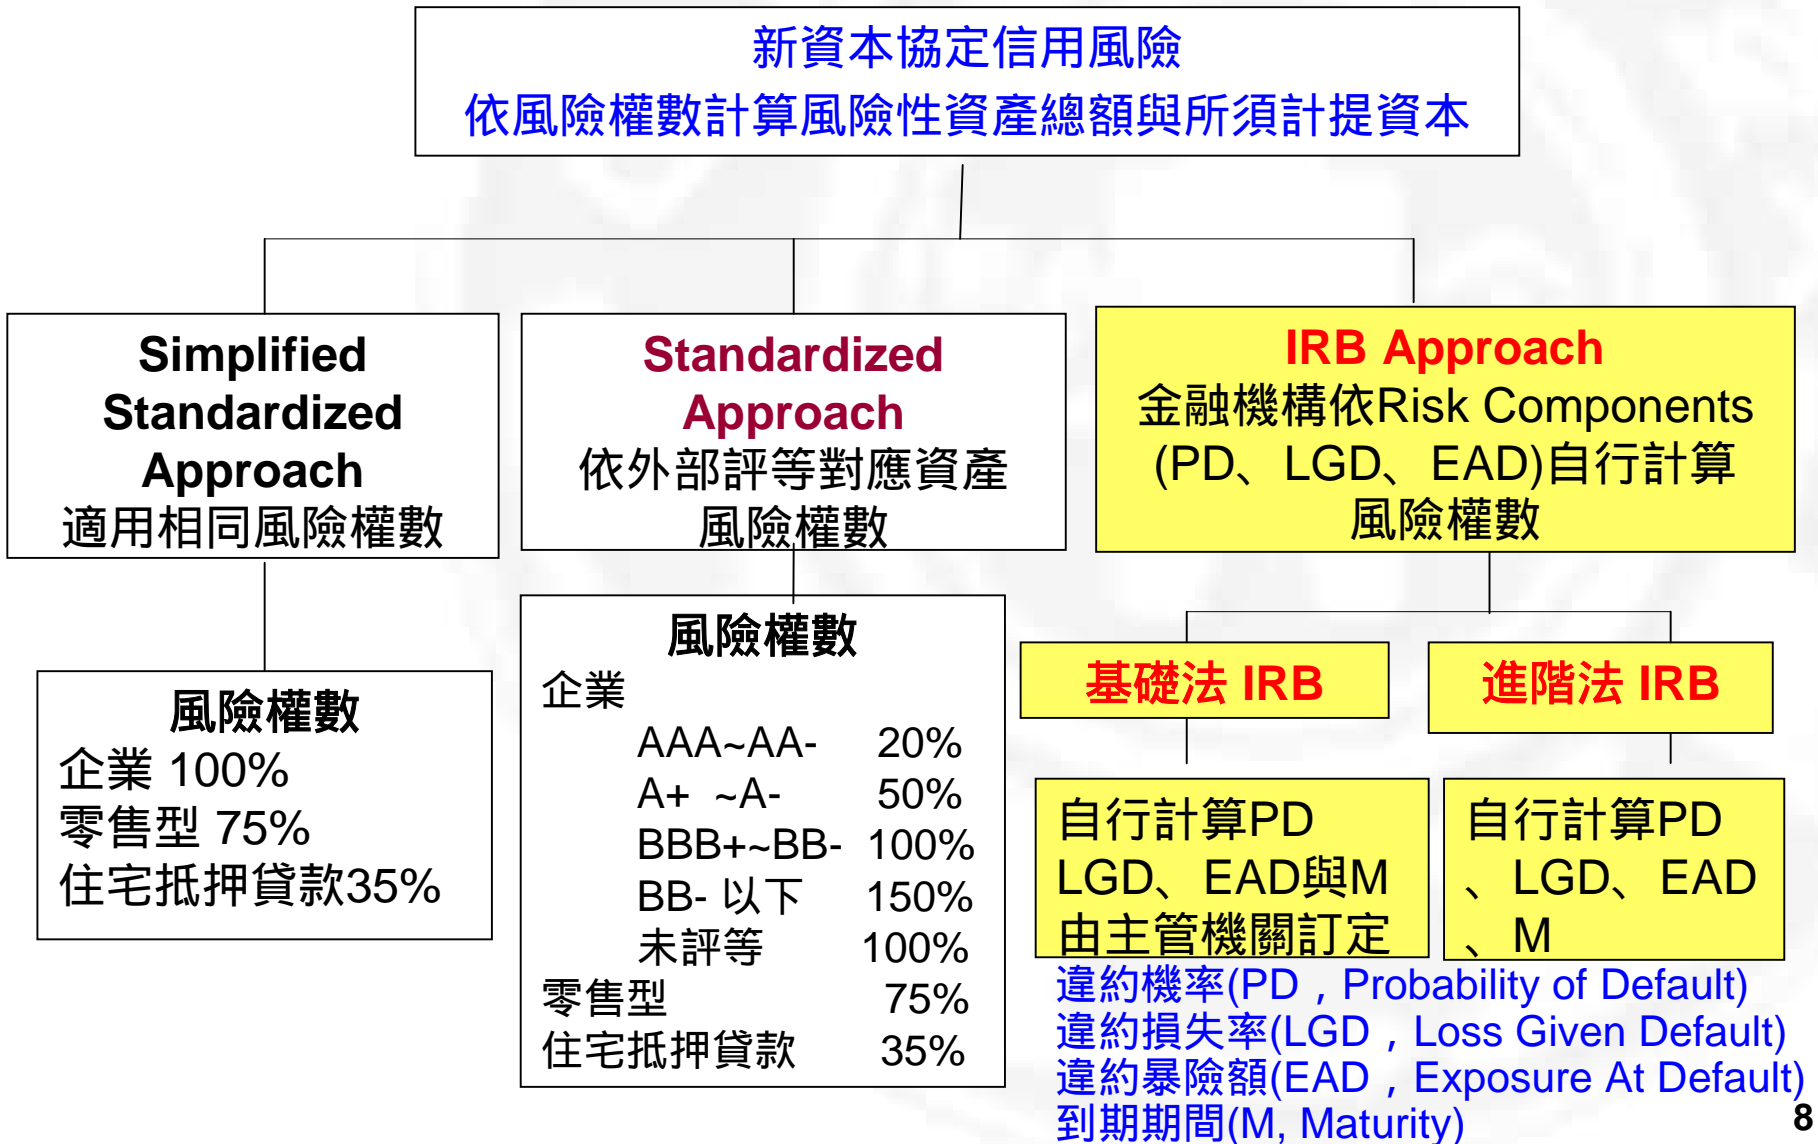 新資本協定信用風險
依風險權數計算風險性資產總額與所須計提資本
Simplified
Standardized
Approach
適用相同風險權數
Standardized
Approach
依外部評等對應資產
風險權數
IRB Approach
金融機構依Risk Components
(PD、LGD、EAD)自行計算
風險權數
風險權數
企業 100%
零售型 75%
住宅抵押貸款35%
風險權數
企業
AAA~AA- 20%
A+ ~A- 50%
BBB+~BB- 100%
BB- 以下 150%
未評等 100%
零售型 75%
住宅抵押貸款 35%
基礎法 IRB
進階法 IRB
自行計算PD
LGD、EAD與M
由主管機關訂定
自行計算PD
、LGD、EAD
、M
違約機率(PD，Probability of Default)
違約損失率(LGD，Loss Given Default)
違約暴險額(EAD，Exposure At Default)
到期期間(M, Maturity)
8